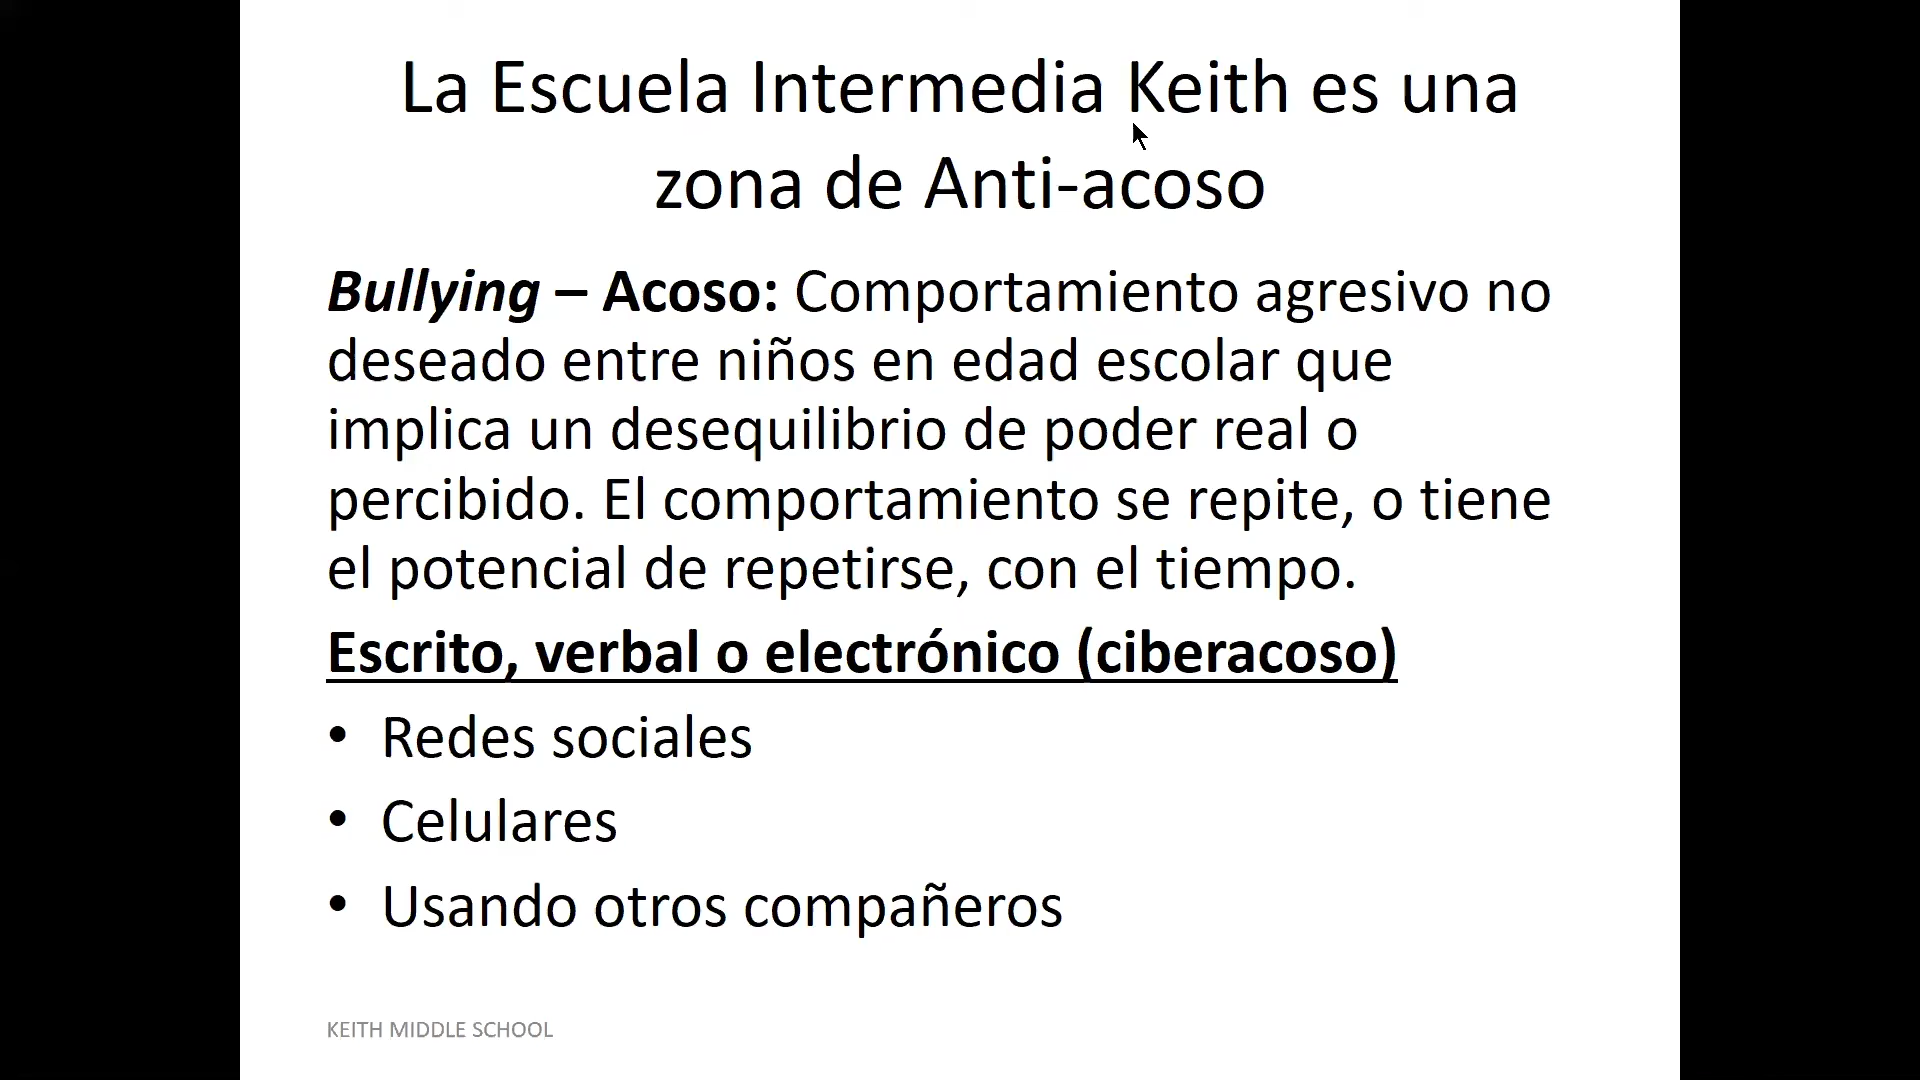 La Escuela Intermedia Keith es una
zona de Anti-acoso
Bullying – Acoso: Comportamiento agresivo no
deseado entre niños en edad escolar que
implica un desequilibrio de poder real o
percibido. El comportamiento se repite, o tiene
el potencial de repetirse, con el tiempo.
Escrito, verbal o electrónico (ciberacoso)
• Redes sociales
• Celulares
• Usando otros compañeros
KEITH MIDDLE SCHOOL